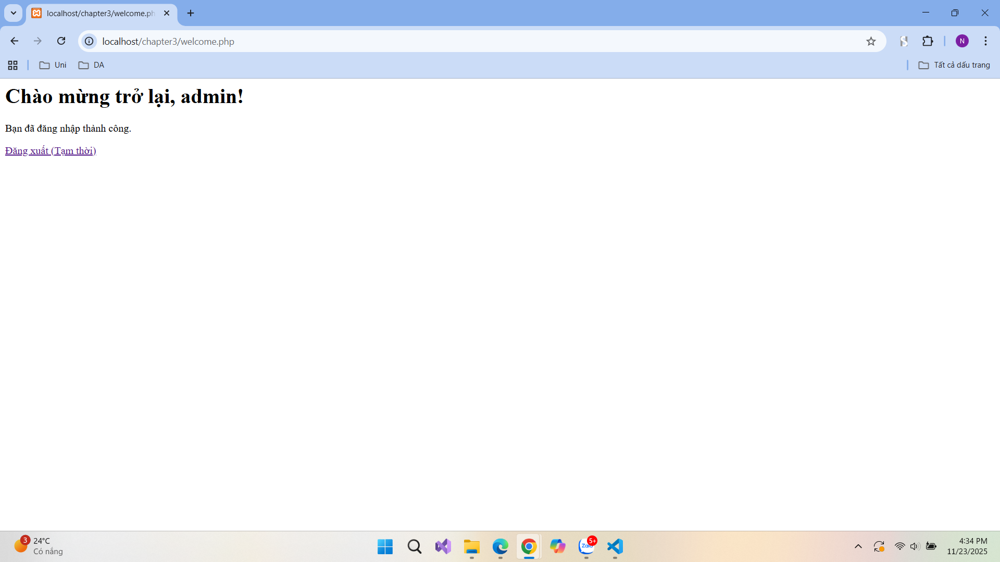 localhost/chapter3/welcome.ph
localhost/chapter3/welcome.php
N
Uni
DA
Tất cả dấu trang
Chào mừng trở lại, admin!
Bạn đã đăng nhập thành công.
Đăng xuất (Tạm thời)
3
24°C
Có nắng
Zalo
5+
4:34 PM
11/23/2025